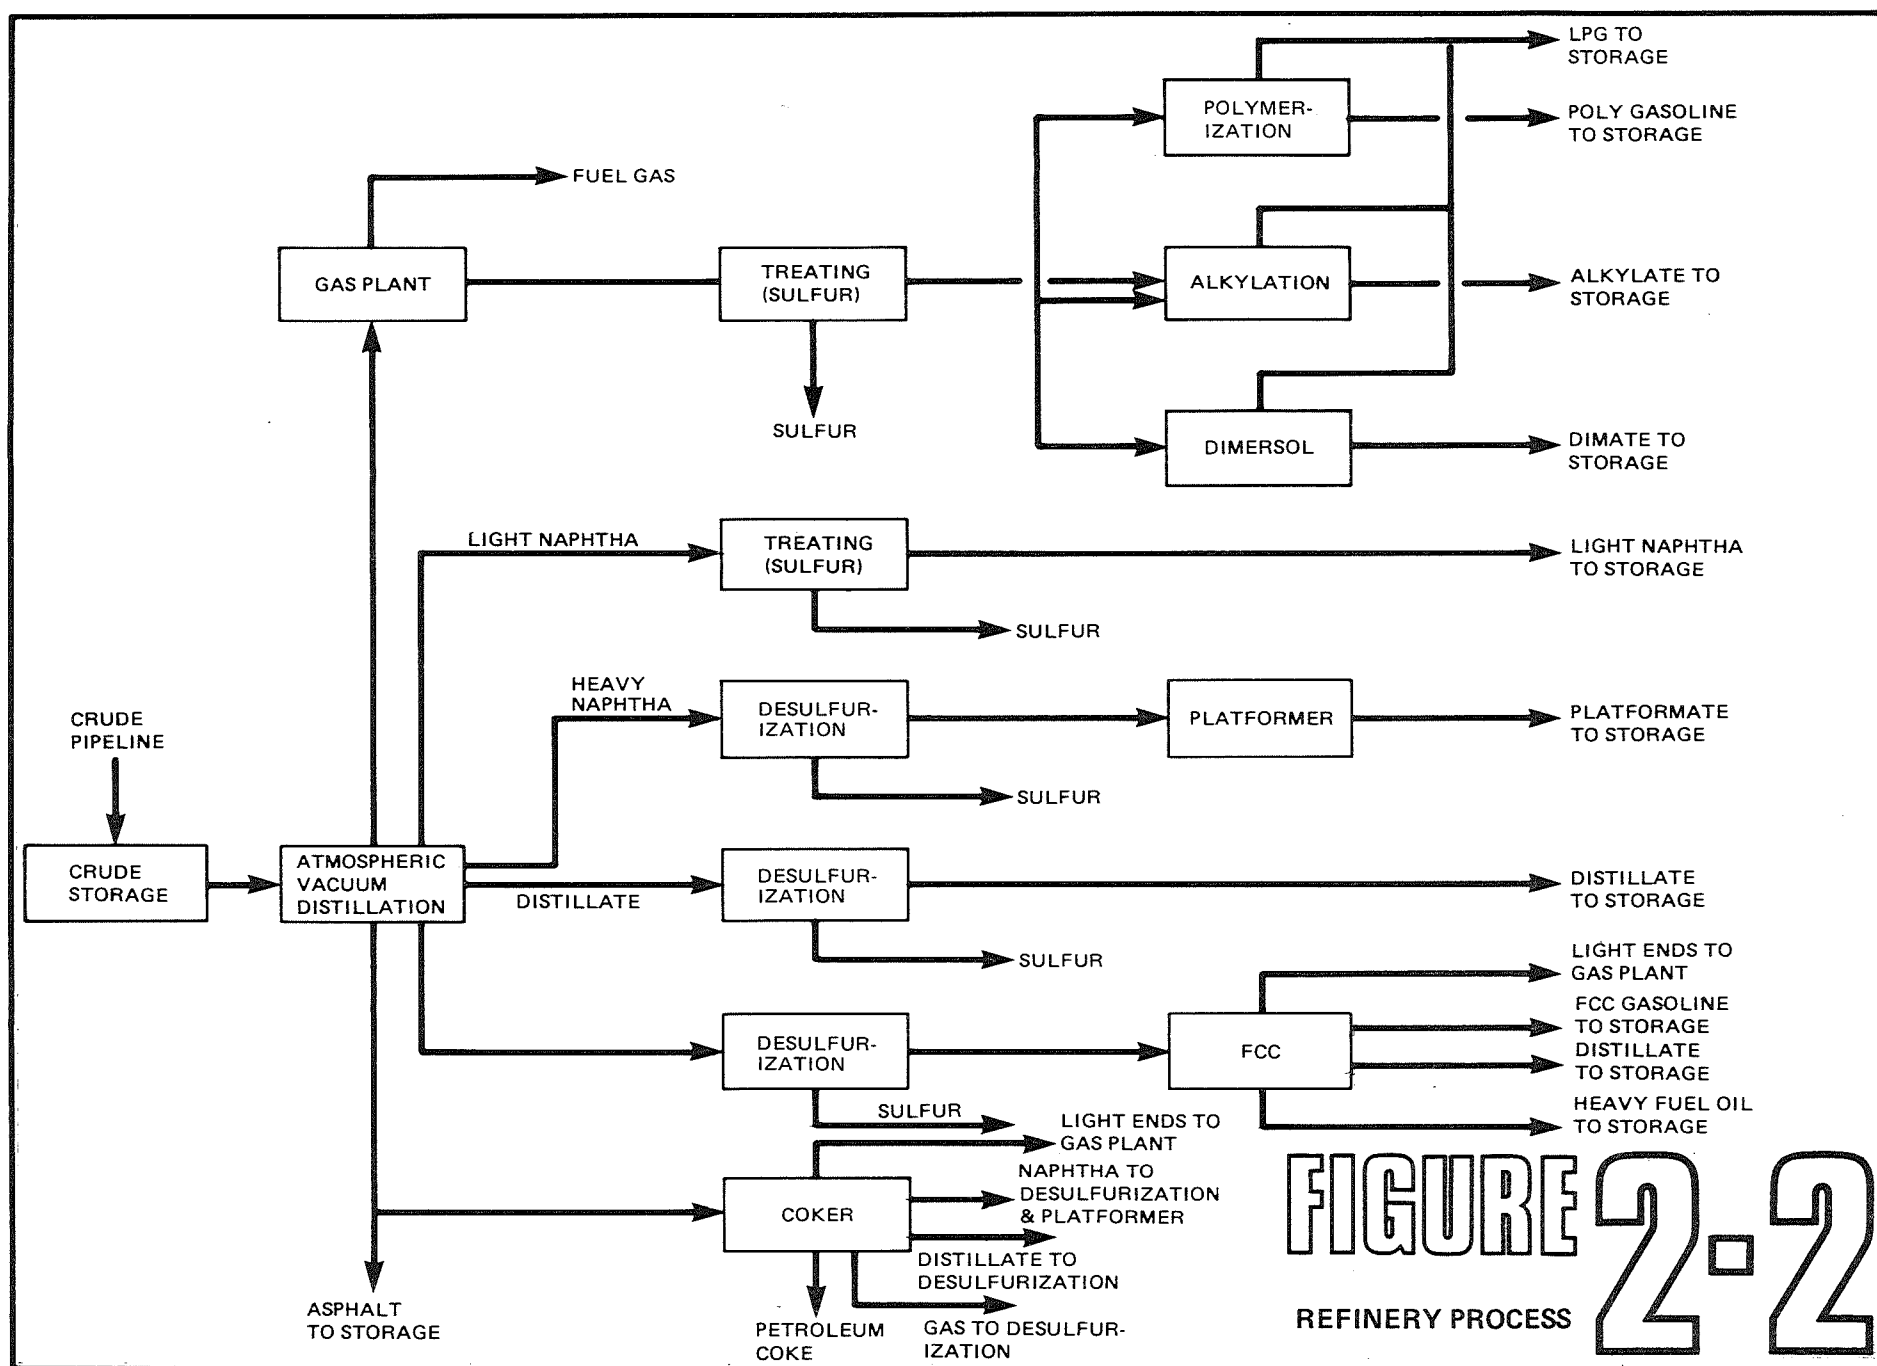 LPG TO
STORAGE
POLYMER-
IZATION
POLY GASOLINE
TO STORAGE
FUEL GAS
GAS PLANT
TREATING
(SULFUR)
ALKYLATION
ALKYLATE TO
STORAGE
SULFUR
DIMERSOL
DIMATE TO
STORAGE
LIGHT NAPHTHA
TREATING
(SULFUR)
LIGHT NAPHTHA
TO STORAGE
SULFUR
HEAVY
NAPHTHA
DESULFUR-
IZATION
PLATFORMER
PLATFORMATE
TO STORAGE
CRUDE
PIPELINE
SULFUR
CRUDE
STORAGE
ATMOSPHERIC
VACUUM
DISTILLATION
DISTILLATE
DESULFUR-
IZATION
DISTILLATE
TO STORAGE
SULFUR
LIGHT ENDS TO
GAS PLANT
DESULFUR-
IZATION
FCC
FCC GASOLINE
TO STORAGE
DISTILLATE
TO STORAGE
HEAVY FUEL OIL
TO STORAGE
SULFUR
LIGHT ENDS TO
GAS PLANT
COKER
NAPHTHA TO
DESULFURIZATION
& PLATFORMER
DISTILLATE TO
DESULFURIZATION
ASPHALT
TO STORAGE
PETROLEUM
COKE
GAS TO DESULFUR-
IZATION
FIGURE 2-2
REFINERY PROCESS